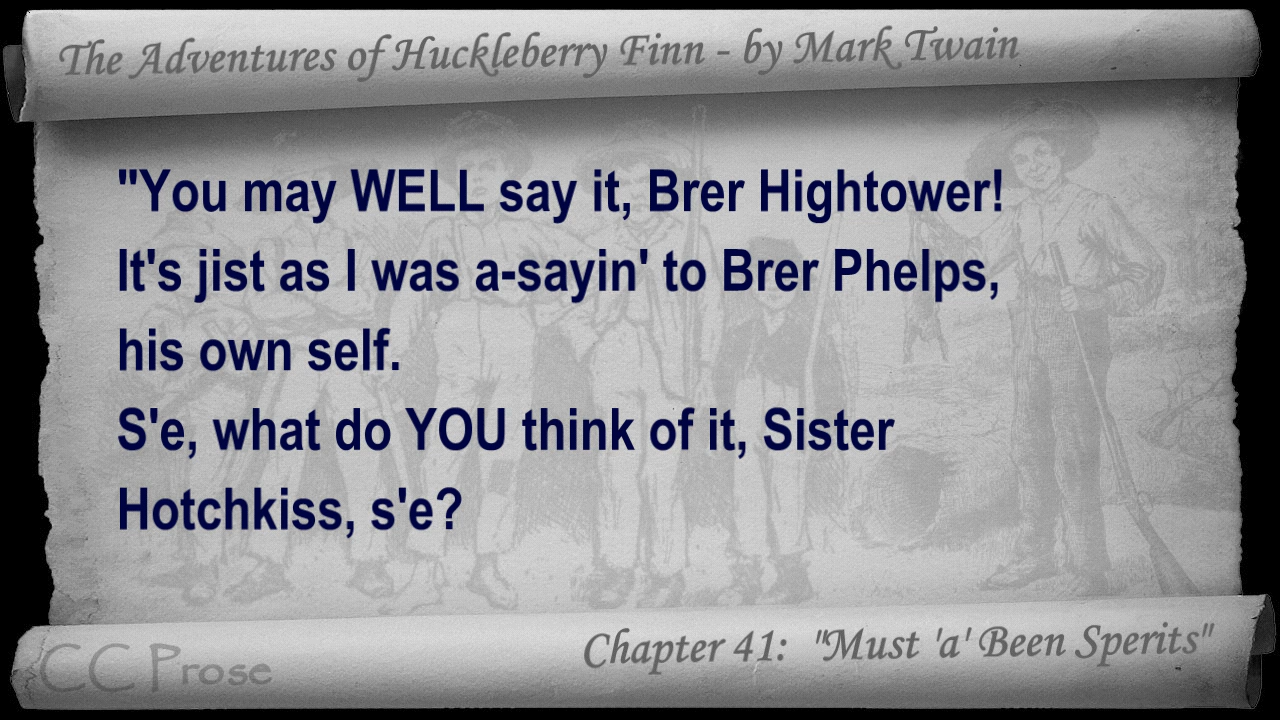 The Adventures of Huckleberry Finn - by Mark Twain
"You may WELL say it, Brer Hightower!
It's jist as I was a-sayin' to Brer Phelps,
his own self.
S'e, what do YOU think of it, Sister
Hotchkiss, s'e?
Chapter 41: "Must 'a' Been Sperits"
CC Prose